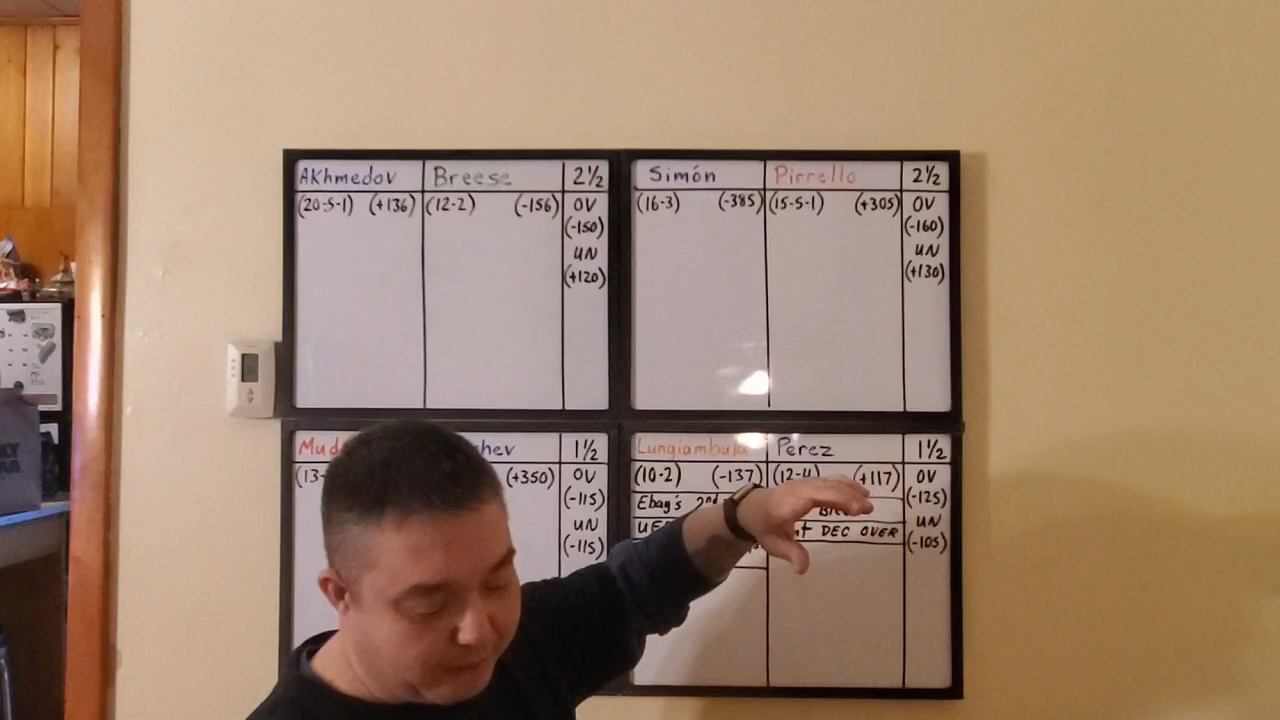 Akhmedov Breese 2½
(20-5-1) (+136) (12-2) (-156) OV
(-150)
UN
(+120)
Simón Pirrello 2½
(16-3) (-385) (15-5-1) (+305) OV
(-160)
UN
(+130)
1½
(+350) OV
(-115)
UN
(-115)
Lungiambula Perez 1½
(10-2) (-137) (12-4) (+117) OV
Ebay's (-125)
DEC OVER UN
(-105)